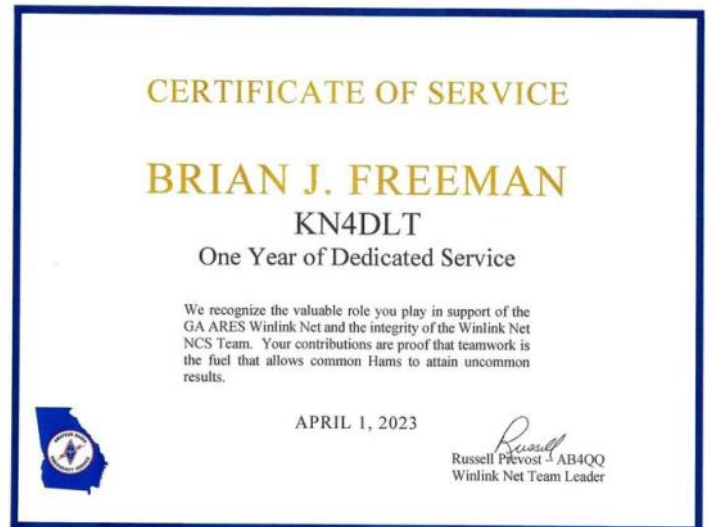 CERTIFICATE OF SERVICE
BRIAN J. FREEMAN
KN4DLT
One Year of Dedicated Service
We recognize the valuable role you play in support of the
GA ARES Winlink Net and the integrity of the Winlink Net
NCS Team. Your contributions are proof that teamwork is
the fuel that allows common Hams to attain uncommon
results.
APRIL 1, 2023
Russell
Russell Prevost – AB4QQ
Winlink Net Team Leader